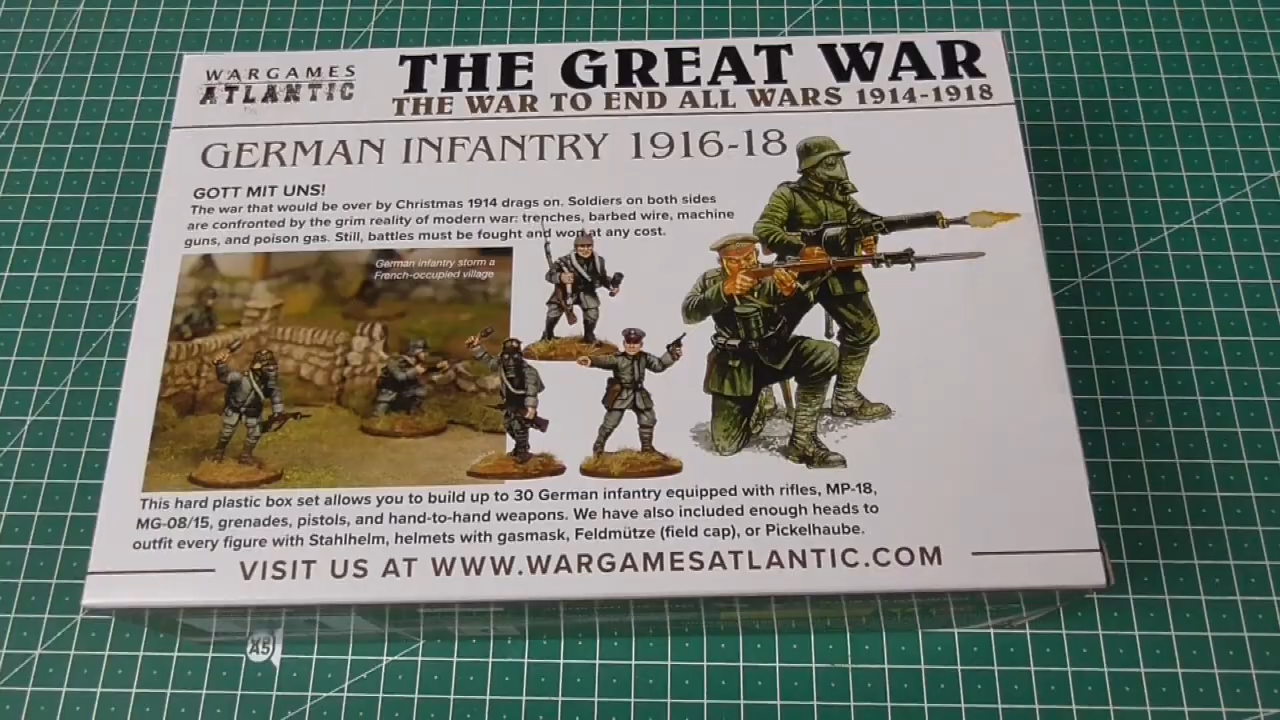 WARGAMES
ATLANTIC
THE GREAT WAR
THE WAR TO END ALL WARS 1914-1918
GERMAN INFANTRY 1916-18
GOTT MIT UNS!
The war that would be over by Christmas 1914 drags on. Soldiers on both sides
are confronted by the grim reality of modern war: trenches, barbed wire, machine
guns, and poison gas. Still, battles must be fought and won at any cost.
German infantry storm a
French-occupied village
This hard plastic box set allows you to build up to 30 German infantry equipped with rifles, MP-18,
MG-08/15, grenades, pistols, and hand-to-hand weapons. We have also included enough heads to
outfit every figure with Stahlhelm, helmets with gasmask, Feldmütze (field cap), or Pickelhaube.
VISIT US AT WWW.WARGAMESATLANTIC.COM
A5